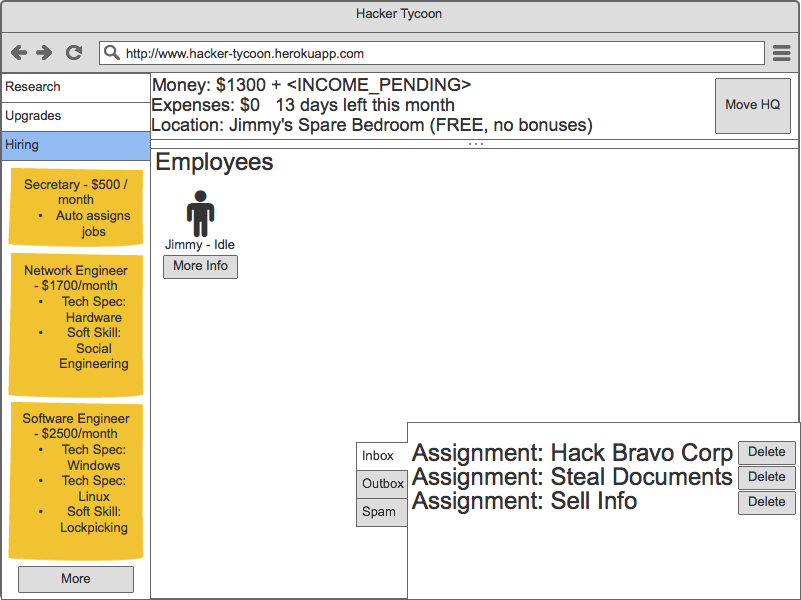 Hacker Tycoon
http://www.hacker-tycoon.herokuapp.com
Research
Upgrades
Hiring
Secretary - $500 /
month
• Auto assigns
jobs
Network Engineer
- $1700/month
• Tech Spec:
Hardware
• Soft Skill:
Social
Engineering
Software Engineer
- $2500/month
• Tech Spec:
Windows
• Tech Spec:
Linux
• Soft Skill:
Lockpicking
More
Money: $1300 + <INCOME_PENDING>
Expenses: $0 13 days left this month
Location: Jimmy's Spare Bedroom (FREE, no bonuses)
Move HQ
Employees
Jimmy - Idle
More Info
Inbox
Outbox
Spam
Assignment: Hack Bravo Corp
Delete
Assignment: Steal Documents
Delete
Assignment: Sell Info
Delete